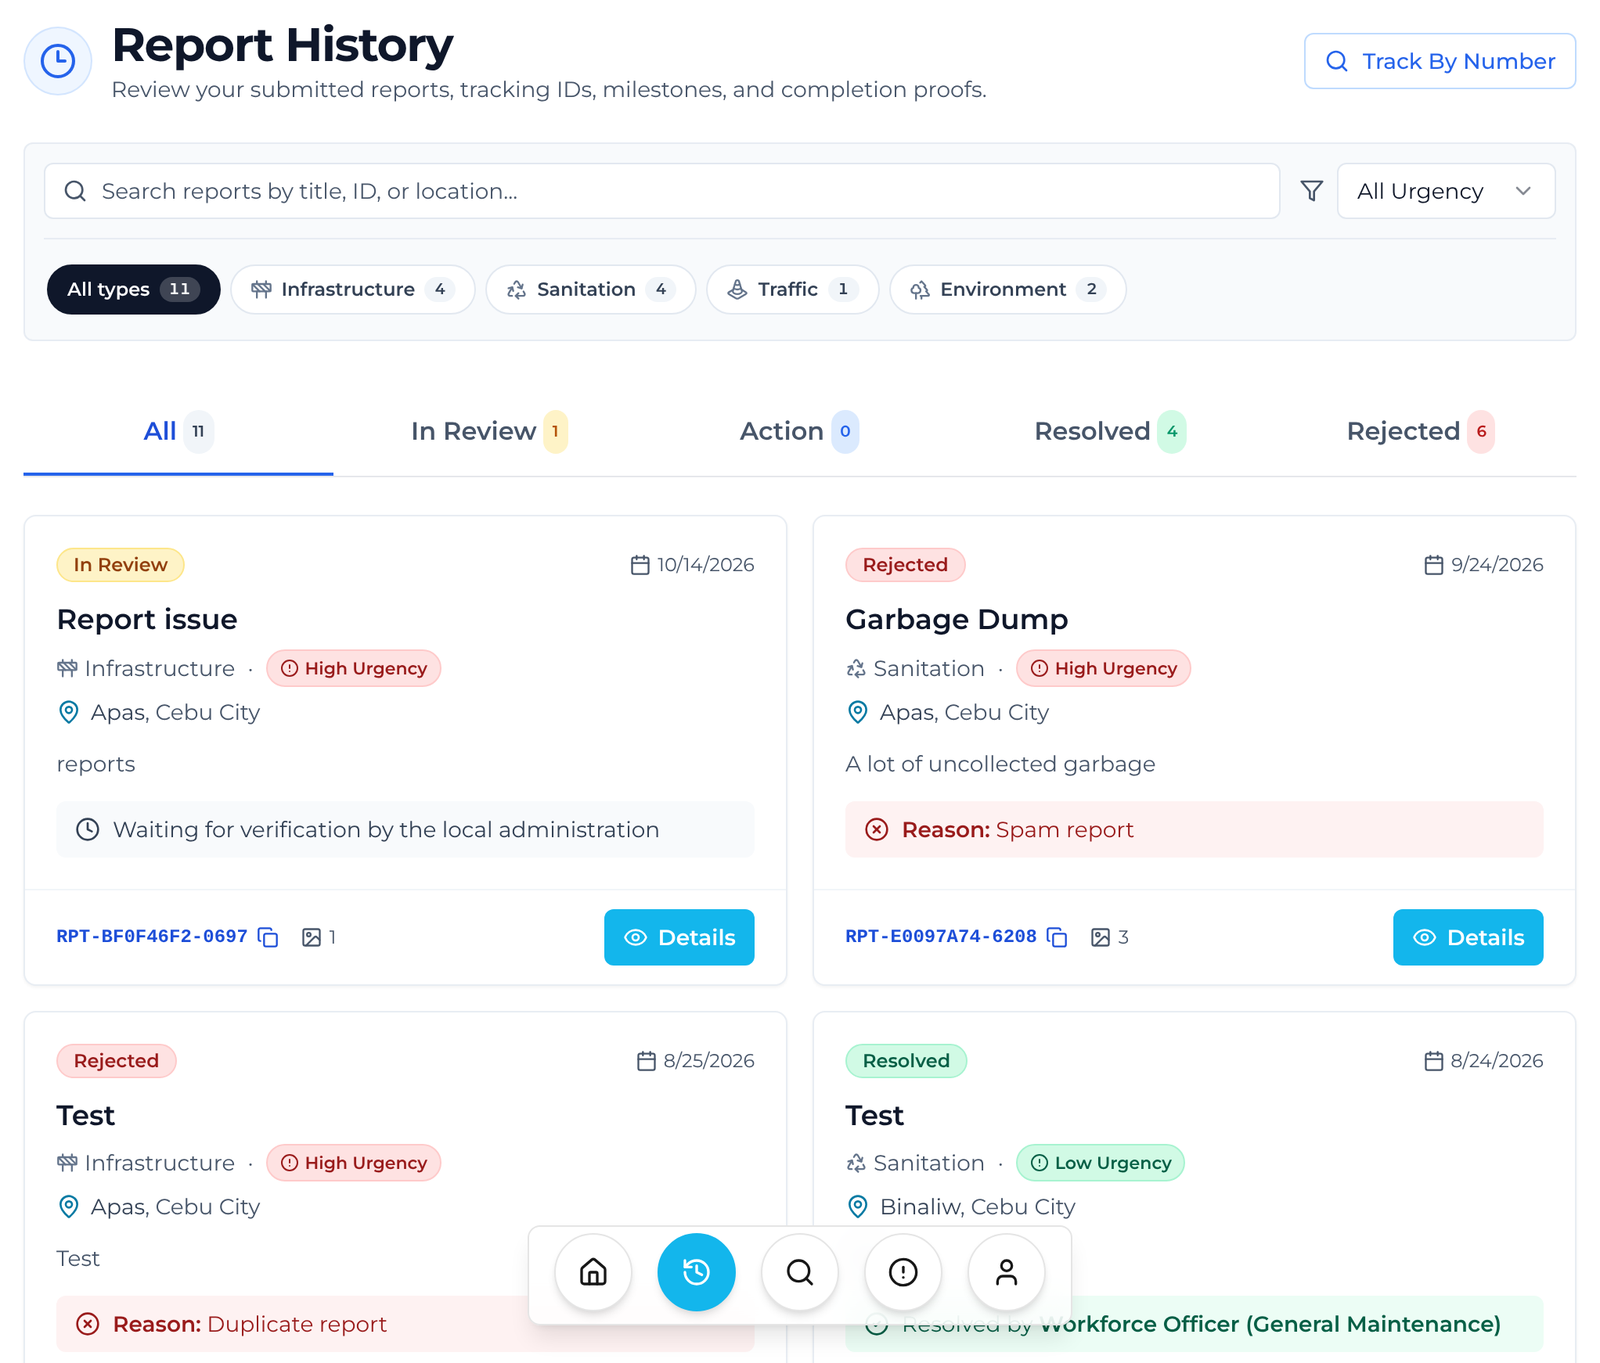 Report History
Review your submitted reports, tracking IDs, milestones, and completion proofs.
Track By Number
Search reports by title, ID, or location...
All Urgency
All types 11
Infrastructure 4
Sanitation 4
Traffic 1
Environment 2
All 11
In Review 1
Action 0
Resolved 4
Rejected 6
In Review
10/14/2026
Report issue
Infrastructure · High Urgency
Apas, Cebu City
reports
Waiting for verification by the local administration
RPT-BF0F46F2-0697
1
Details
Rejected
9/24/2026
Garbage Dump
Sanitation · High Urgency
Apas, Cebu City
A lot of uncollected garbage
Reason: Spam report
RPT-E0097A74-6208
3
Details
Rejected
8/25/2026
Test
Infrastructure · High Urgency
Apas, Cebu City
Test
Reason: Duplicate report
Resolved
8/24/2026
Test
Sanitation · Low Urgency
Binaliw, Cebu City
Resolved by Workforce Officer (General Maintenance)